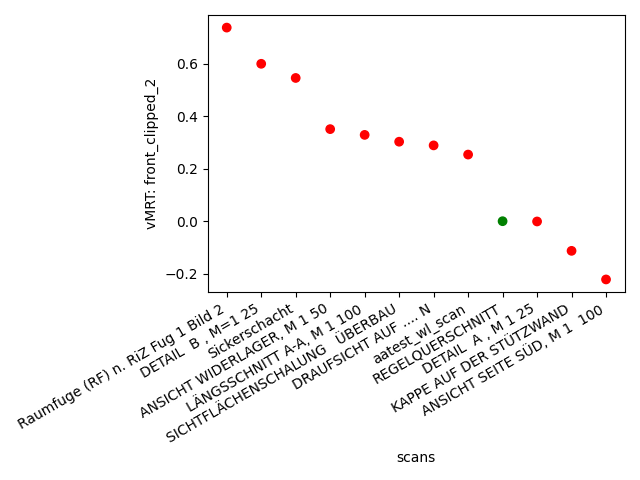 0.6
0.4
0.2
0.0
−0.2
vMRT: front_clipped_2
Raumfuge (RF) n. RiZ Fug 1 Bild 2
DETAIL  B , M=1 25
Sickerschacht
ANSICHT WIDERLAGER, M 1 50
LÄNGSSCHNITT A-A, M 1 100
SICHTFLÄCHENSCHALUNG   ÜBERBAU
DRAUFSICHT AUF  .... N
aatest_wl_scan
REGELQUERSCHNITT
DETAIL  A , M 1 25
KAPPE AUF DER STÜTZWAND
ANSICHT SEITE SÜD, M 1  100
scans